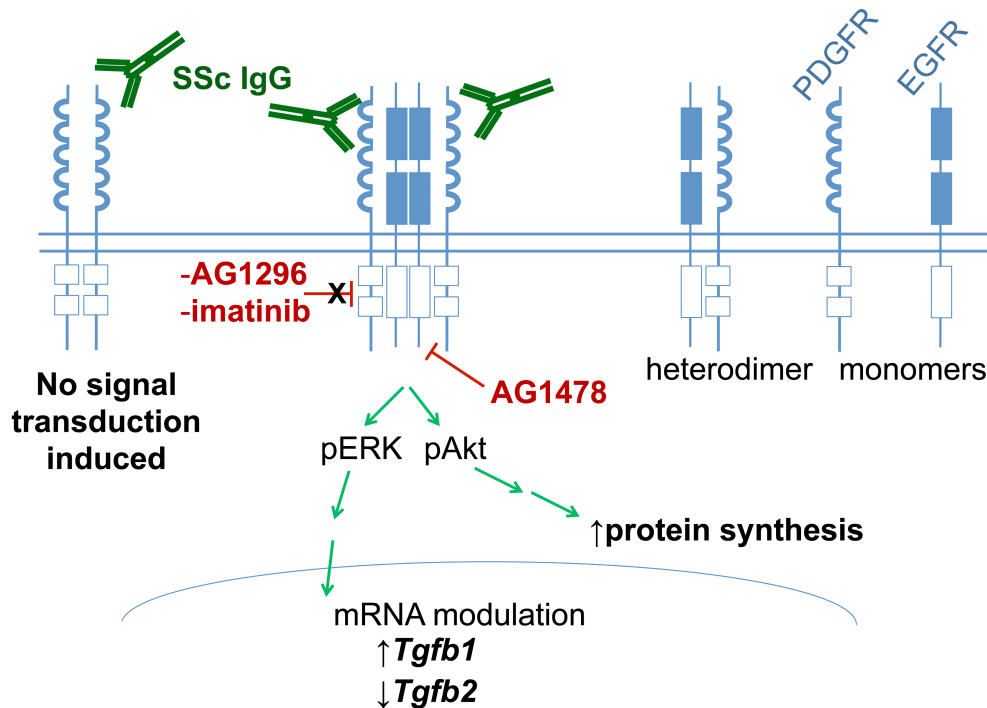 SSc IgG
PDGFR
EGFR
-AG1296
-imatinib
X
No signal
transduction
induced
AG1478
heterodimer
monomers
pERK
pAkt
↑protein synthesis
mRNA modulation
↑Tgfb1
↓Tgfb2